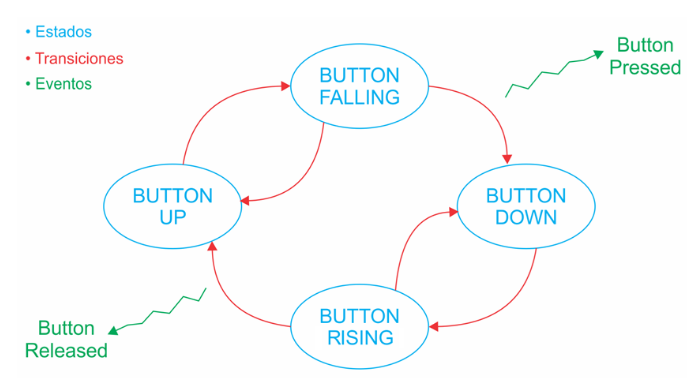 • Estados
• Transiciones
• Eventos
Button
Pressed
BUTTON
FALLING
BUTTON
UP
BUTTON
DOWN
BUTTON
RISING
Button
Released